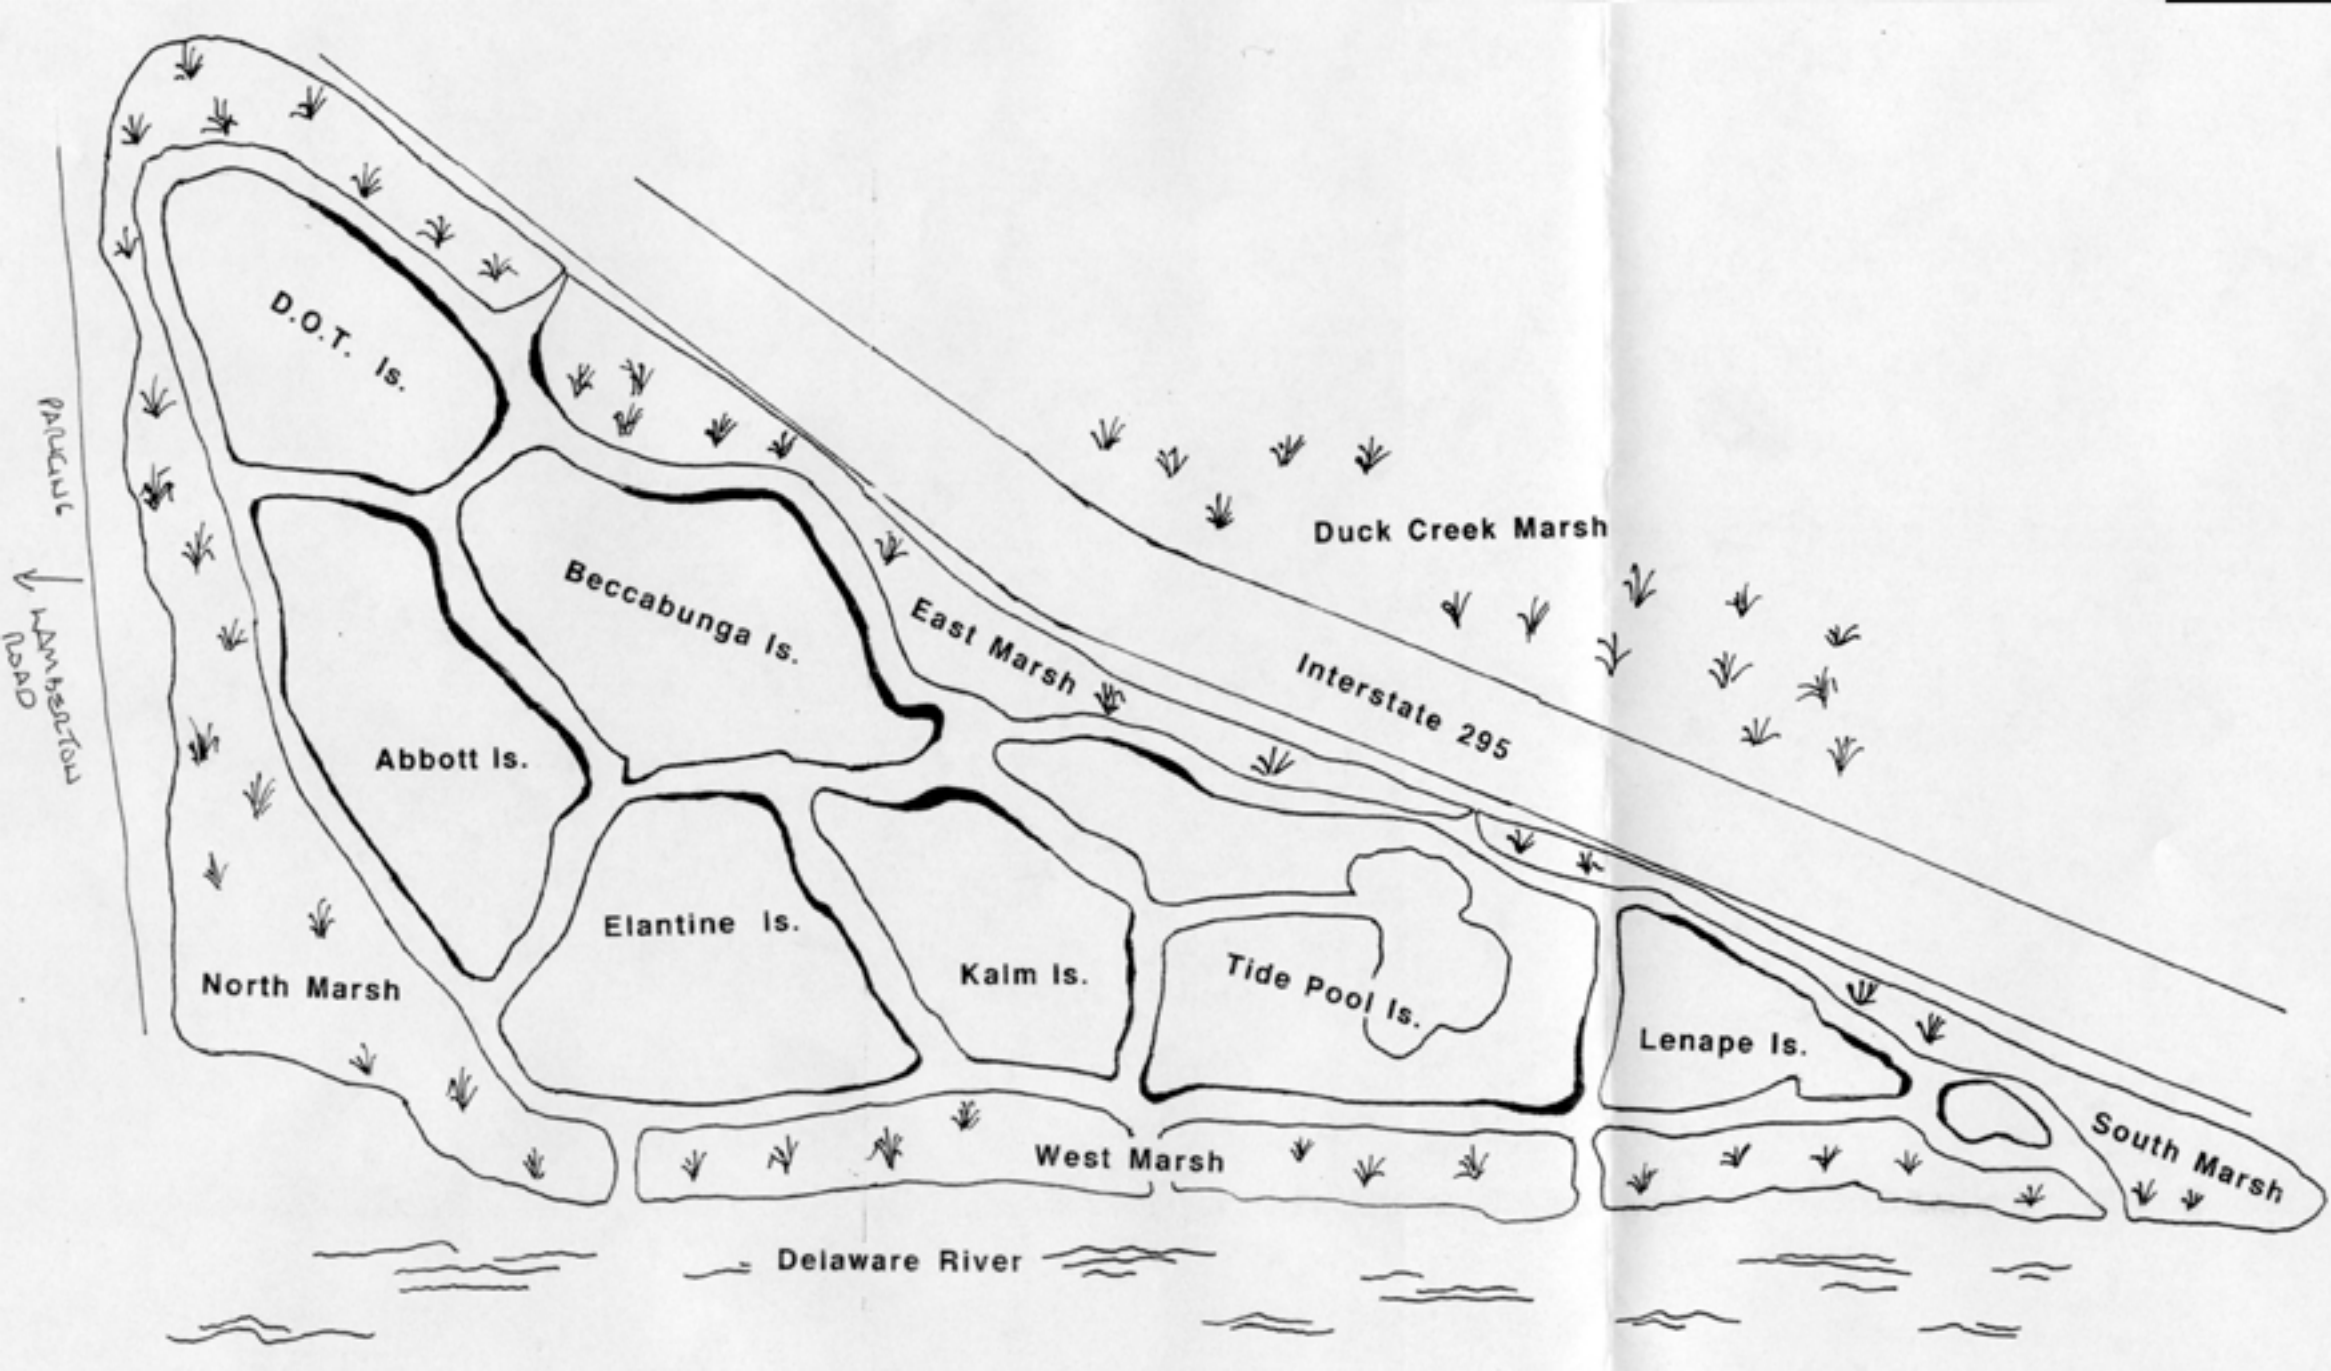 D.O.T. Is.
PARKING
LAMBERTON
ROAD
Beccabunga Is.
Duck Creek Marsh
East Marsh
Interstate 295
Abbott Is.
Elantine Is.
Kalm Is.
Tide Pool Is.
Lenape Is.
North Marsh
West Marsh
South Marsh
Delaware River